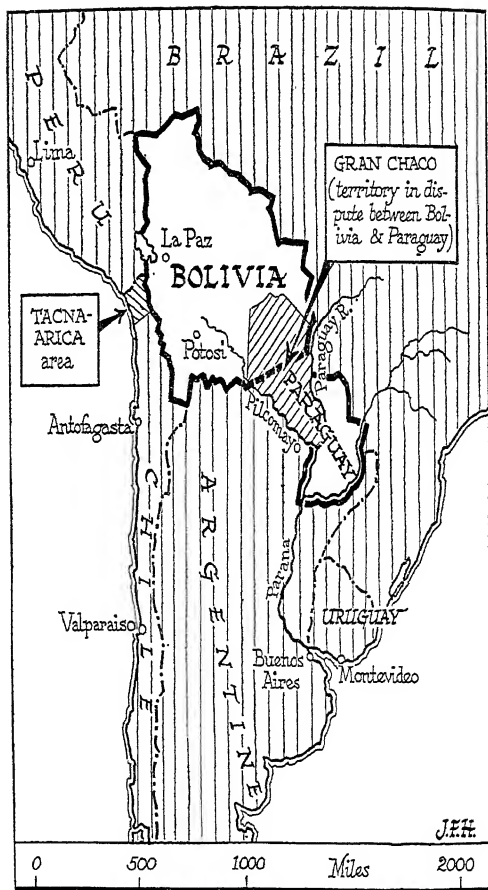 BRAZIL
PERU
Lima
GRAN CHACO
(territory in dis-
pute between Bol-
ivia & Paraguay)
La Paz
BOLIVIA
TACNA-
ARICA
area
Potosi
Paraguay R.
PARAGUAY
Pilcomayo
Antofagasta
CHILE
ARGENTINE
Parana
Valparaiso
URUGUAY
Buenos
Aires
Montevideo
J.F.H.
0 500 1000 Miles 2000